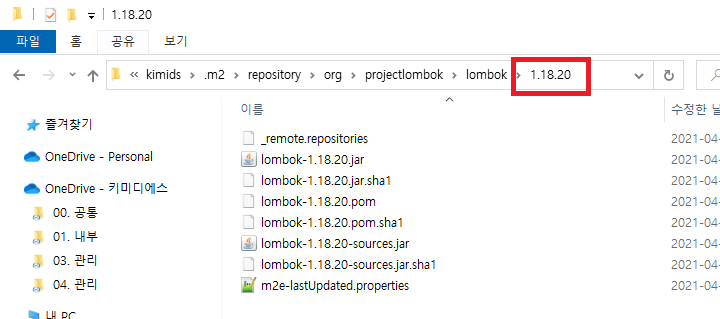 1.18.20
파일 홈 공유 보기
« kimids › .m2 › repository › org › projectlombok › lombok › 1.18.20
이름 수정한 날
즐겨찾기
OneDrive - Personal
OneDrive - 키미디에스
00. 공통
01. 내부
03. 관리
04. 관리
내 PC
_remote.repositories 2021-04-
lombok-1.18.20.jar 2021-04-
lombok-1.18.20.jar.sha1 2021-04-
lombok-1.18.20.pom 2021-04-
lombok-1.18.20.pom.sha1 2021-04-
lombok-1.18.20-sources.jar 2021-04-
lombok-1.18.20-sources.jar.sha1 2021-04-
m2e-lastUpdated.properties 2021-04-